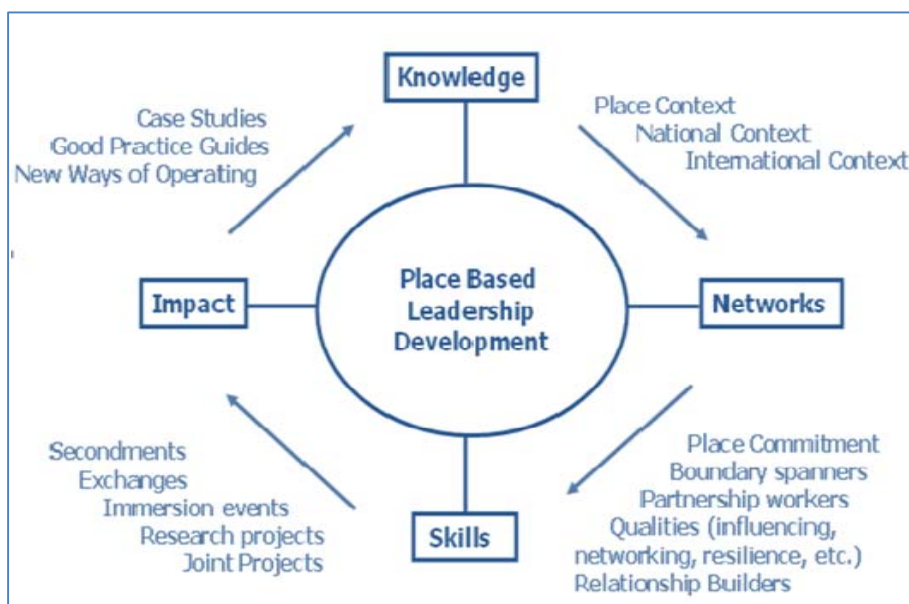 Knowledge
Case Studies
Good Practice Guides
New Ways of Operating
Place Context
National Context
International Context
Place Based
Leadership
Development
Impact
Networks
Secondments
Exchanges
Immersion events
Research projects
Joint Projects
Skills
Place Commitment
Boundary spanners
Partnership workers
Qualities (influencing,
networking, resilience, etc.)
Relationship Builders